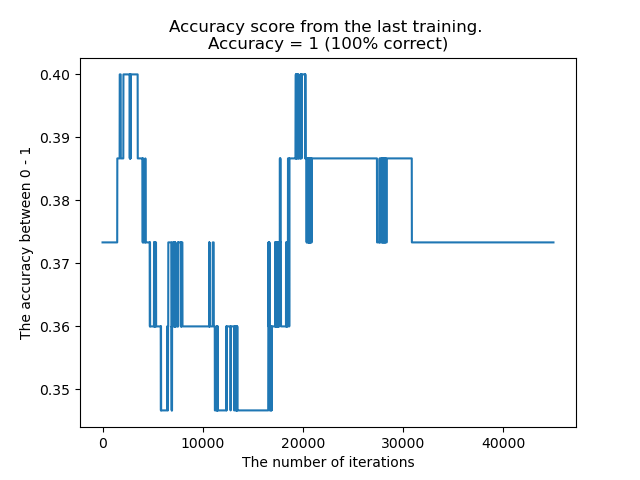 Accuracy score from the last training.
Accuracy = 1 (100% correct)
The accuracy between 0 - 1
0.40
0.39
0.38
0.37
0.36
0.35
0 10000 20000 30000 40000
The number of iterations